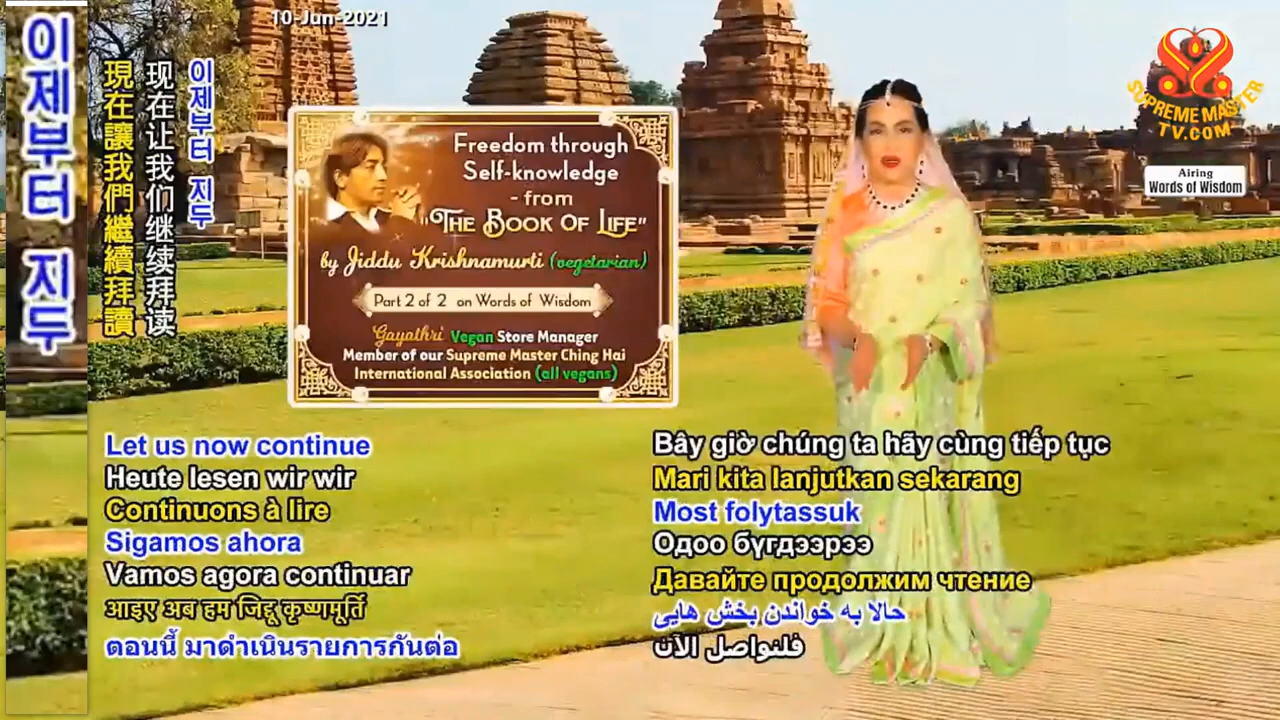 10-Jun-2021
이제부터 지두
現在讓我們繼續拜讀
现在让我们继续拜读
이제부터 지두
Freedom through
Self-knowledge
- from
"THE BOOK OF LIFE"
by Jiddu Krishnamurti (vegetarian)
Part 2 of 2 on Words of Wisdom
Gayathri Vegan Store Manager
Member of our Supreme Master Ching Hai
International Association (all vegans)
SUPREME MASTER
TV.COM
Airing
Words of Wisdom
Let us now continue
Heute lesen wir wir
Continuons à lire
Sigamos ahora
Vamos agora continuar
आइए अब हम जिद्दू कृष्णमूर्ति
ตอนนี้ มาดำเนินรายการกันต่อ
Bây giờ chúng ta hãy cùng tiếp tục
Mari kita lanjutkan sekarang
Most folytassuk
Одоо бүгдээрээ
Давайте продолжим чтение
حالا به خواندن بخش هایی
فلنواصل الآن